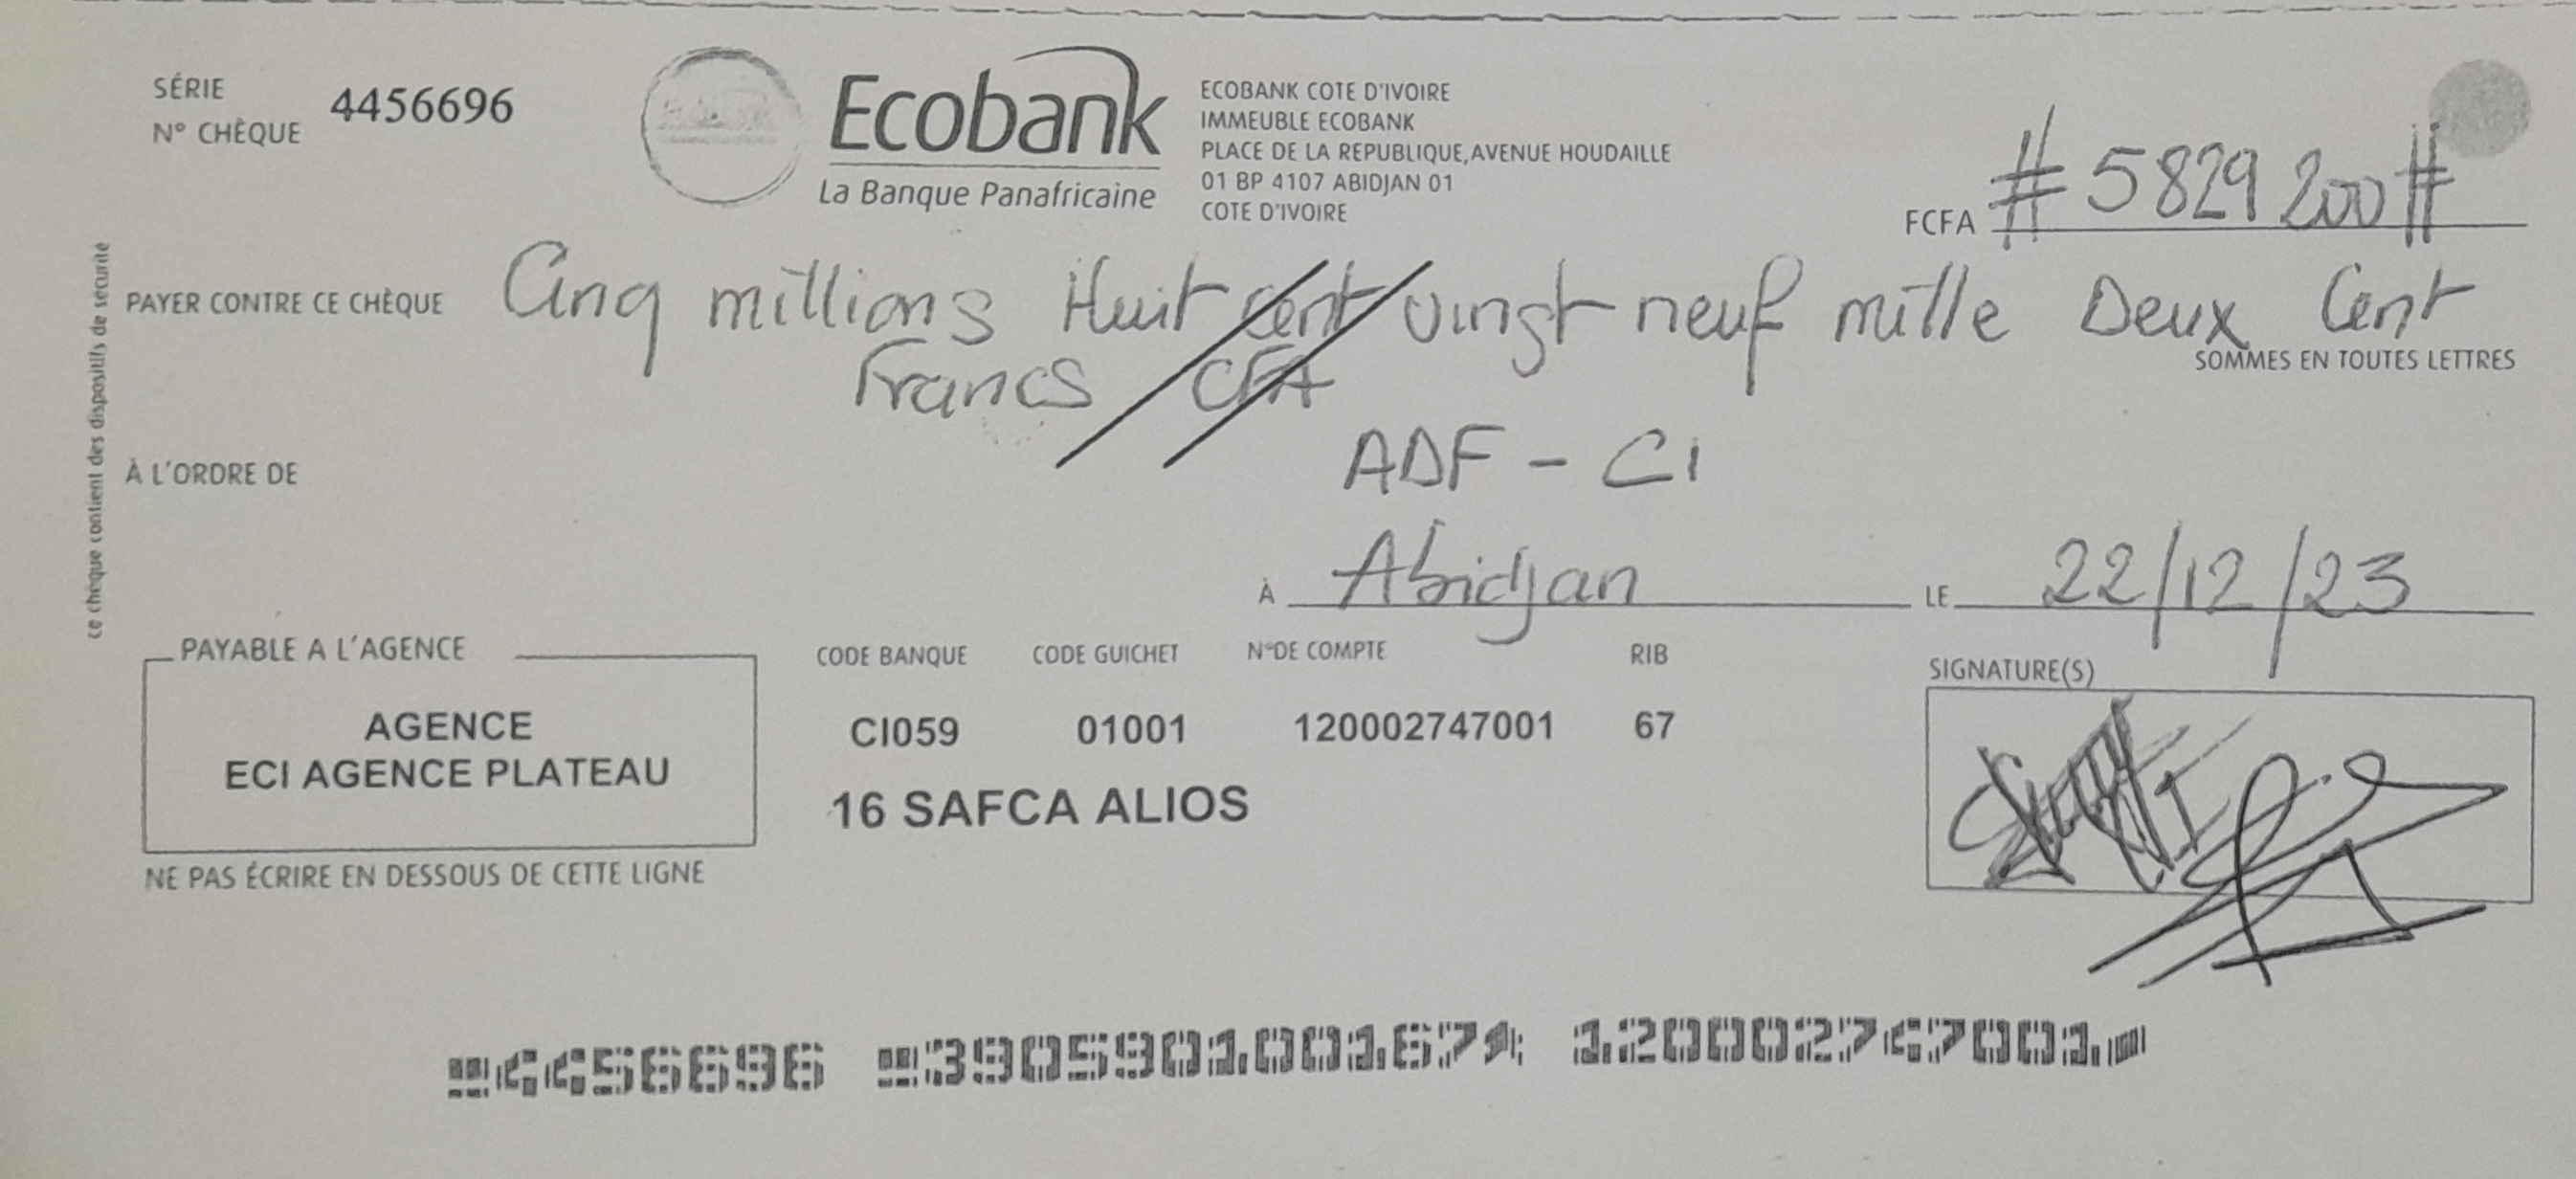 SÉRIE
N° CHÈQUE 4456696
Ecobank
La Banque Panafricaine
ECOBANK COTE D'IVOIRE
IMMEUBLE ECOBANK
PLACE DE LA REPUBLIQUE, AVENUE HOUDAILLE
01 BP 4107 ABIDJAN 01
COTE D'IVOIRE
FCFA # 5829 200 #
ce chèque contient des dispositifs de sécurité
PAYER CONTRE CE CHÈQUE Cinq millions Huit cent vingt neuf mille Deux Cent
SOMMES EN TOUTES LETTRES
Francs CFA
À L'ORDRE DE ADF - CI
À Abidjan LE 22/12/23
PAYABLE A L'AGENCE
AGENCE
ECI AGENCE PLATEAU
NE PAS ÉCRIRE EN DESSOUS DE CETTE LIGNE
CODE BANQUE CODE GUICHET N°DE COMPTE RIB
CI059 01001 120002747001 67
16 SAFCA ALIOS
SIGNATURE(S)
4456696 390590100167 120002747001